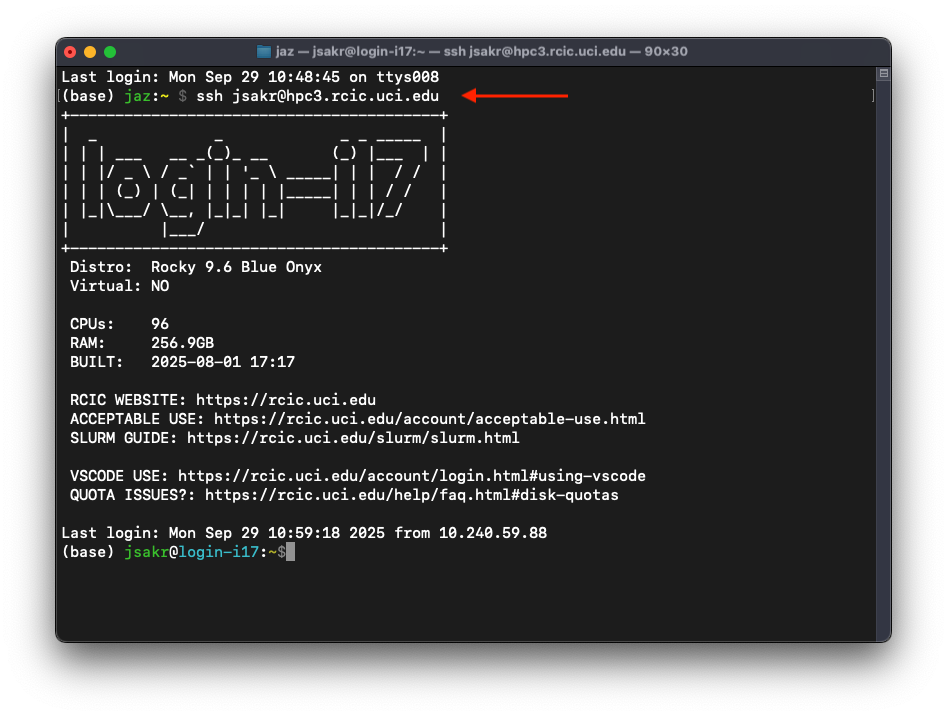 jaz — jsakr@login-i17:~ — ssh jsakr@hpc3.rcic.uci.edu — 90×30
Last login: Mon Sep 29 10:48:45 on ttys008
(base) jaz:~ $ ssh jsakr@hpc3.rcic.uci.edu
login-i17
Distro: Rocky 9.6 Blue Onyx
Virtual: NO
CPUs: 96
RAM: 256.9GB
BUILT: 2025-08-01 17:17
RCIC WEBSITE: https://rcic.uci.edu
ACCEPTABLE USE: https://rcic.uci.edu/account/acceptable-use.html
SLURM GUIDE: https://rcic.uci.edu/slurm/slurm.html
VSCODE USE: https://rcic.uci.edu/account/login.html#using-vscode
QUOTA ISSUES?: https://rcic.uci.edu/help/faq.html#disk-quotas
Last login: Mon Sep 29 10:59:18 2025 from 10.240.59.88
(base) jsakr@login-i17:~$